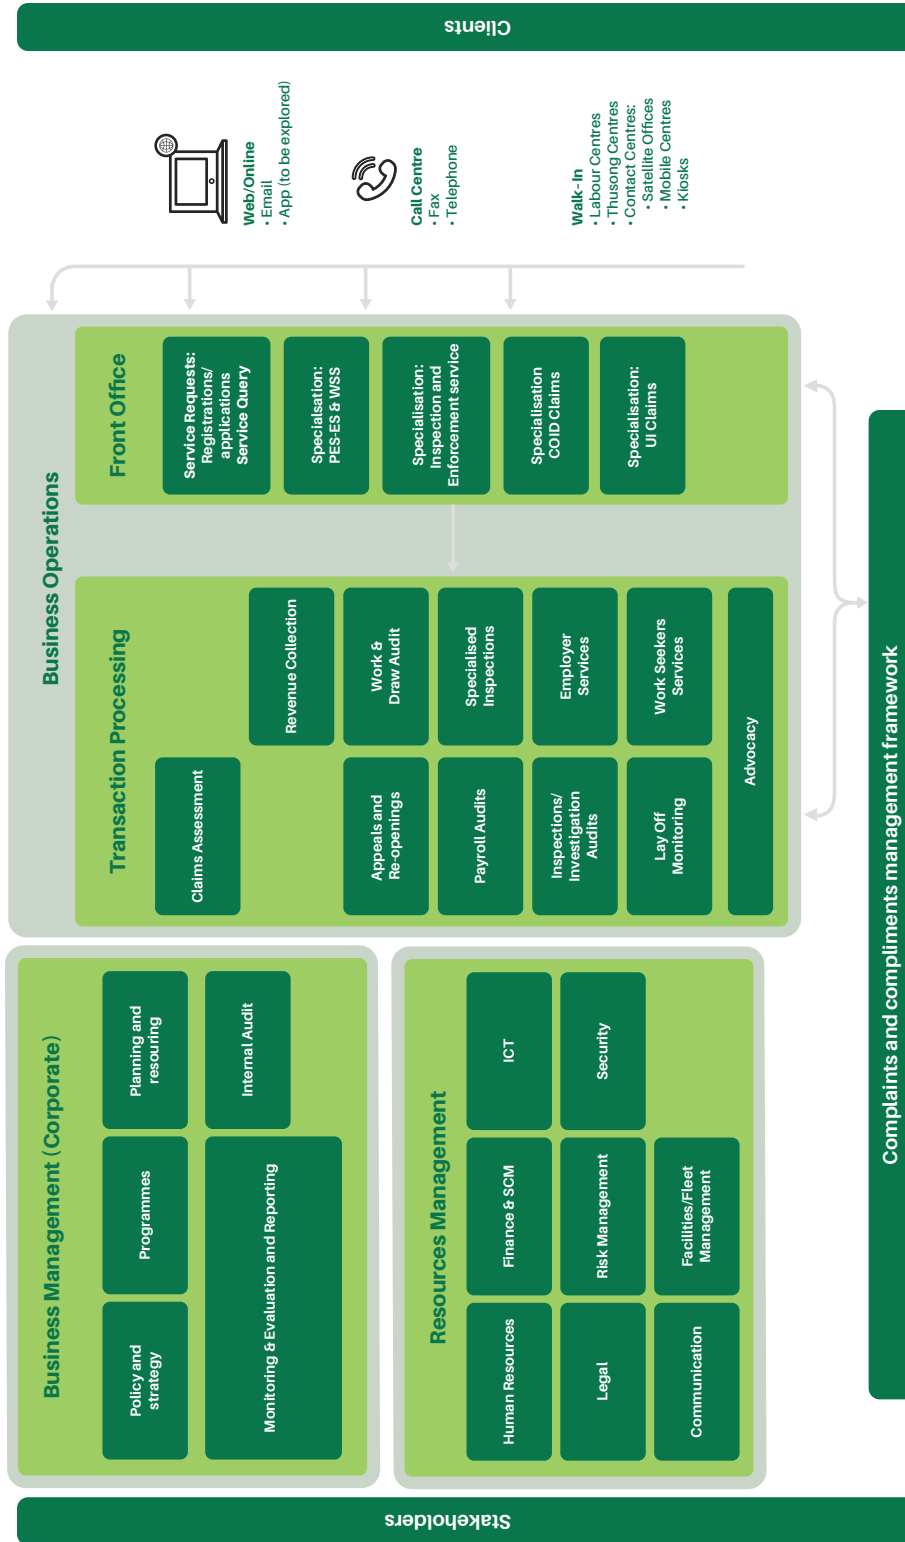 Stakeholders
Business Management (Corporate)
Policy and
strategy
Programmes
Planning and
resouring
Monitoring & Evaluation and Reporting
Internal Audit
Resources Management
Human Resources
Finance & SCM
ICT
Legal
Risk Management
Security
Communication
Facilities/Fleet
Management
Business Operations
Transaction Processing
Claims Assessment
Revenue Collection
Appeals and
Re-openings
Work &
Draw Audit
Payroll Audits
Specialised
Inspections
Inspections/
Investigation
Audits
Employer
Services
Lay Off
Monitoring
Work Seekers
Services
Advocacy
Front Office
Service Requests:
Registrations/
applications
Service Query
Specialsation:
PES-ES & WSS
Specialisation:
Inspection and
Enforcement service
Specialisation
COID Claims
Specialisation:
UI Claims
Web/Online
• Email
• App (to be explored)
Call Centre
• Fax
• Telephone
Walk-In
• Labour Centres
• Thusong Centres
• Contact Centres:
• Satellite Offices
• Mobile Centres
• Kiosks
Clients
Complaints and compliments management framework